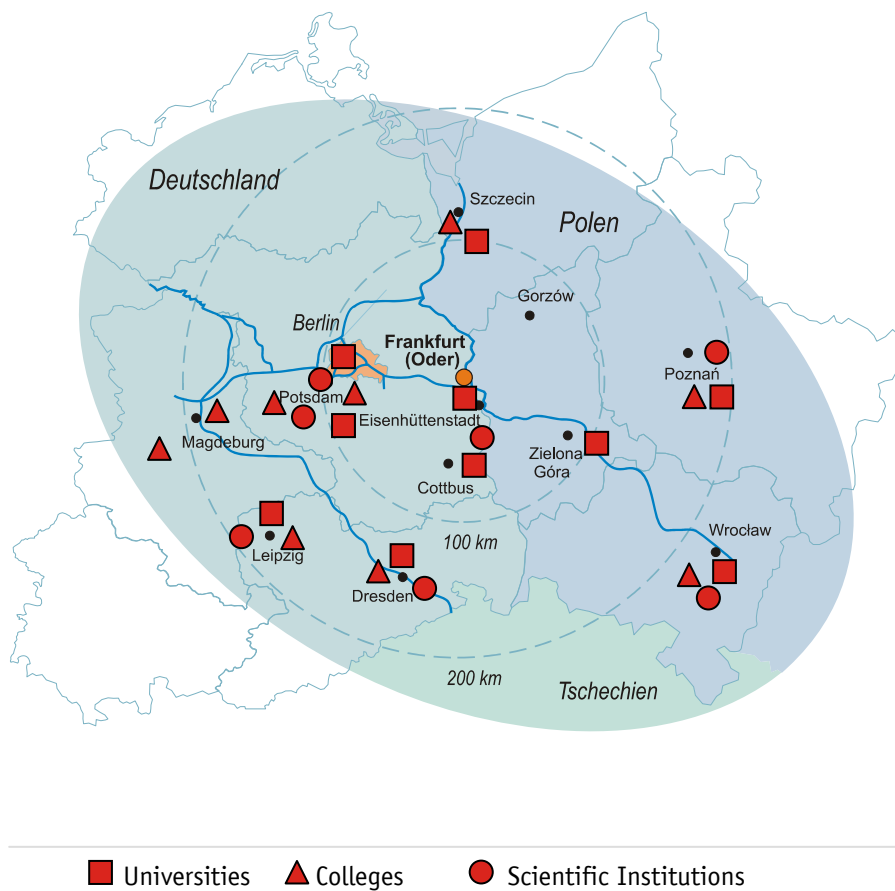 Deutschland
Szczecin
Polen
Gorzów
Berlin
Frankfurt
(Oder)
Poznań
Potsdam
Eisenhüttenstadt
Magdeburg
Zielona
Góra
Cottbus
Wrocław
100 km
Leipzig
Dresden
200 km
Tschechien
Universities
Colleges
Scientific Institutions